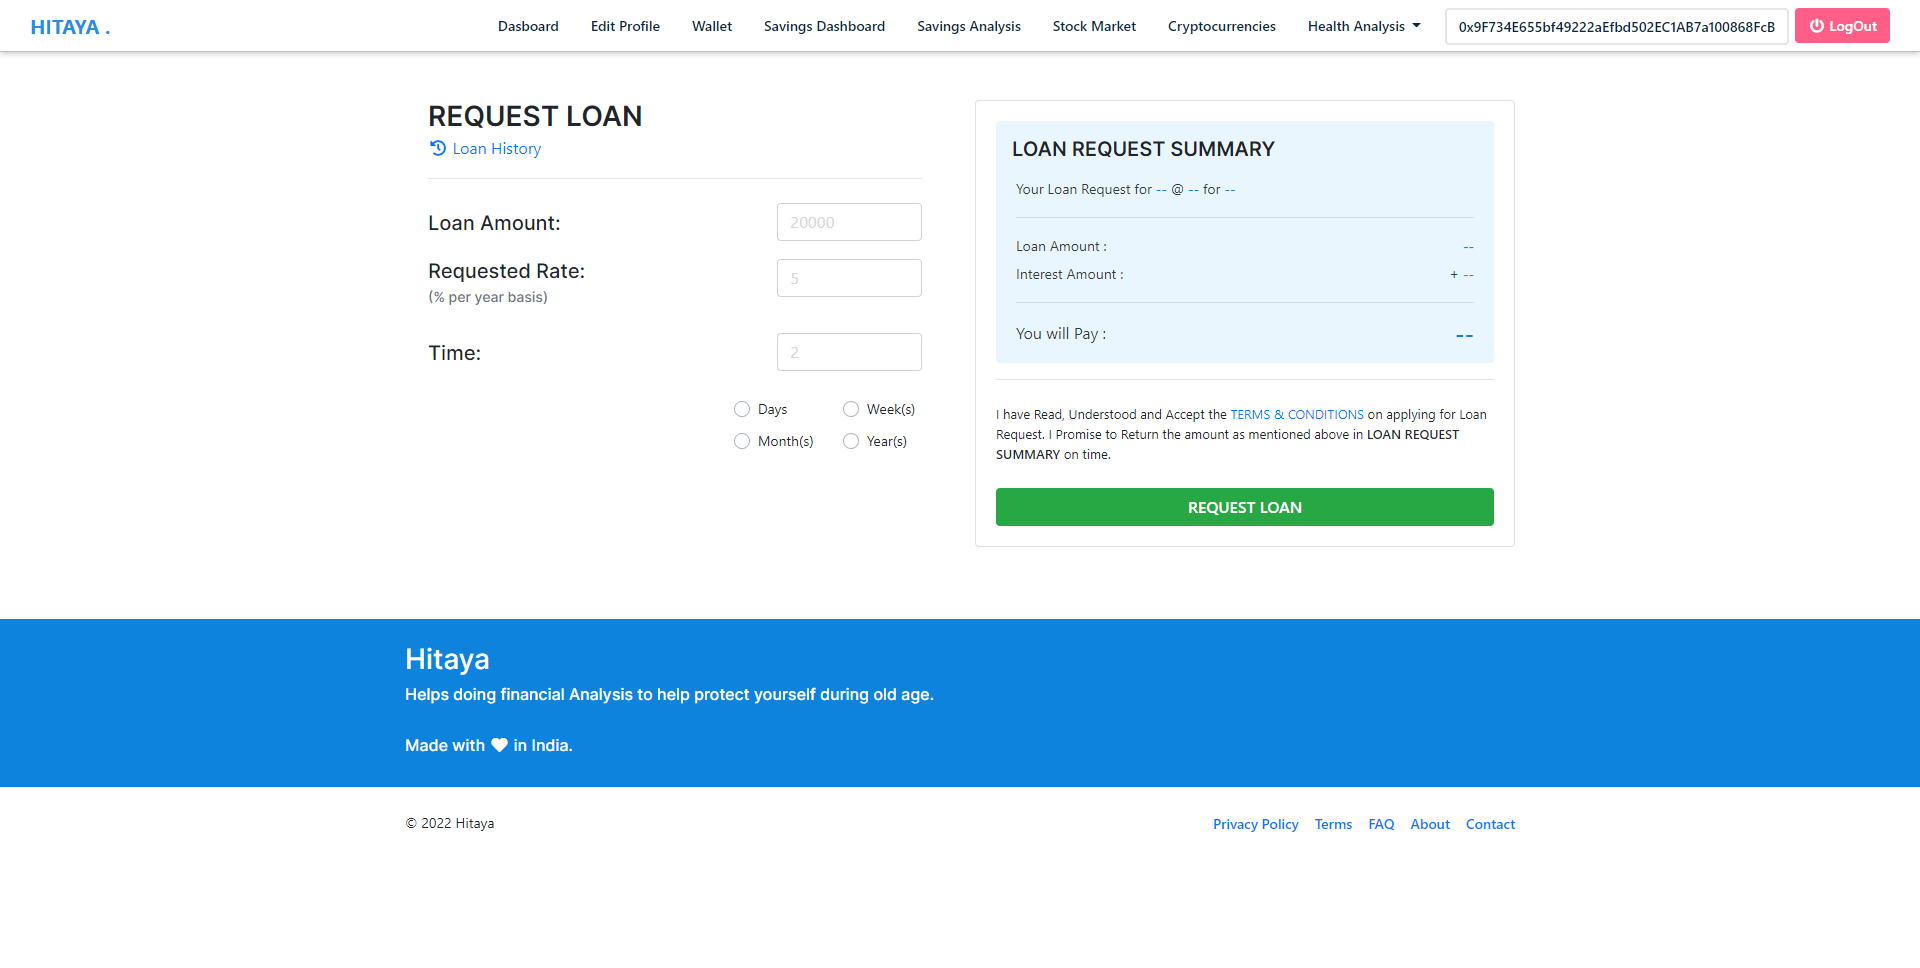 HITAYA .
Dasboard
Edit Profile
Wallet
Savings Dashboard
Savings Analysis
Stock Market
Cryptocurrencies
Health Analysis
0x9F734E655bf49222aEfbd502EC1AB7a100868FcB
LogOut
REQUEST LOAN
Loan History
Loan Amount:
20000
Requested Rate:
5
(% per year basis)
Time:
2
Days
Week(s)
Month(s)
Year(s)
LOAN REQUEST SUMMARY
Your Loan Request for -- @ -- for --
Loan Amount : --
Interest Amount : + --
You will Pay : --
I have Read, Understood and Accept the TERMS & CONDITIONS on applying for Loan
Request. I Promise to Return the amount as mentioned above in LOAN REQUEST
SUMMARY on time.
REQUEST LOAN
Hitaya
Helps doing financial Analysis to help protect yourself during old age.
Made with ♥ in India.
© 2022 Hitaya
Privacy Policy
Terms
FAQ
About
Contact